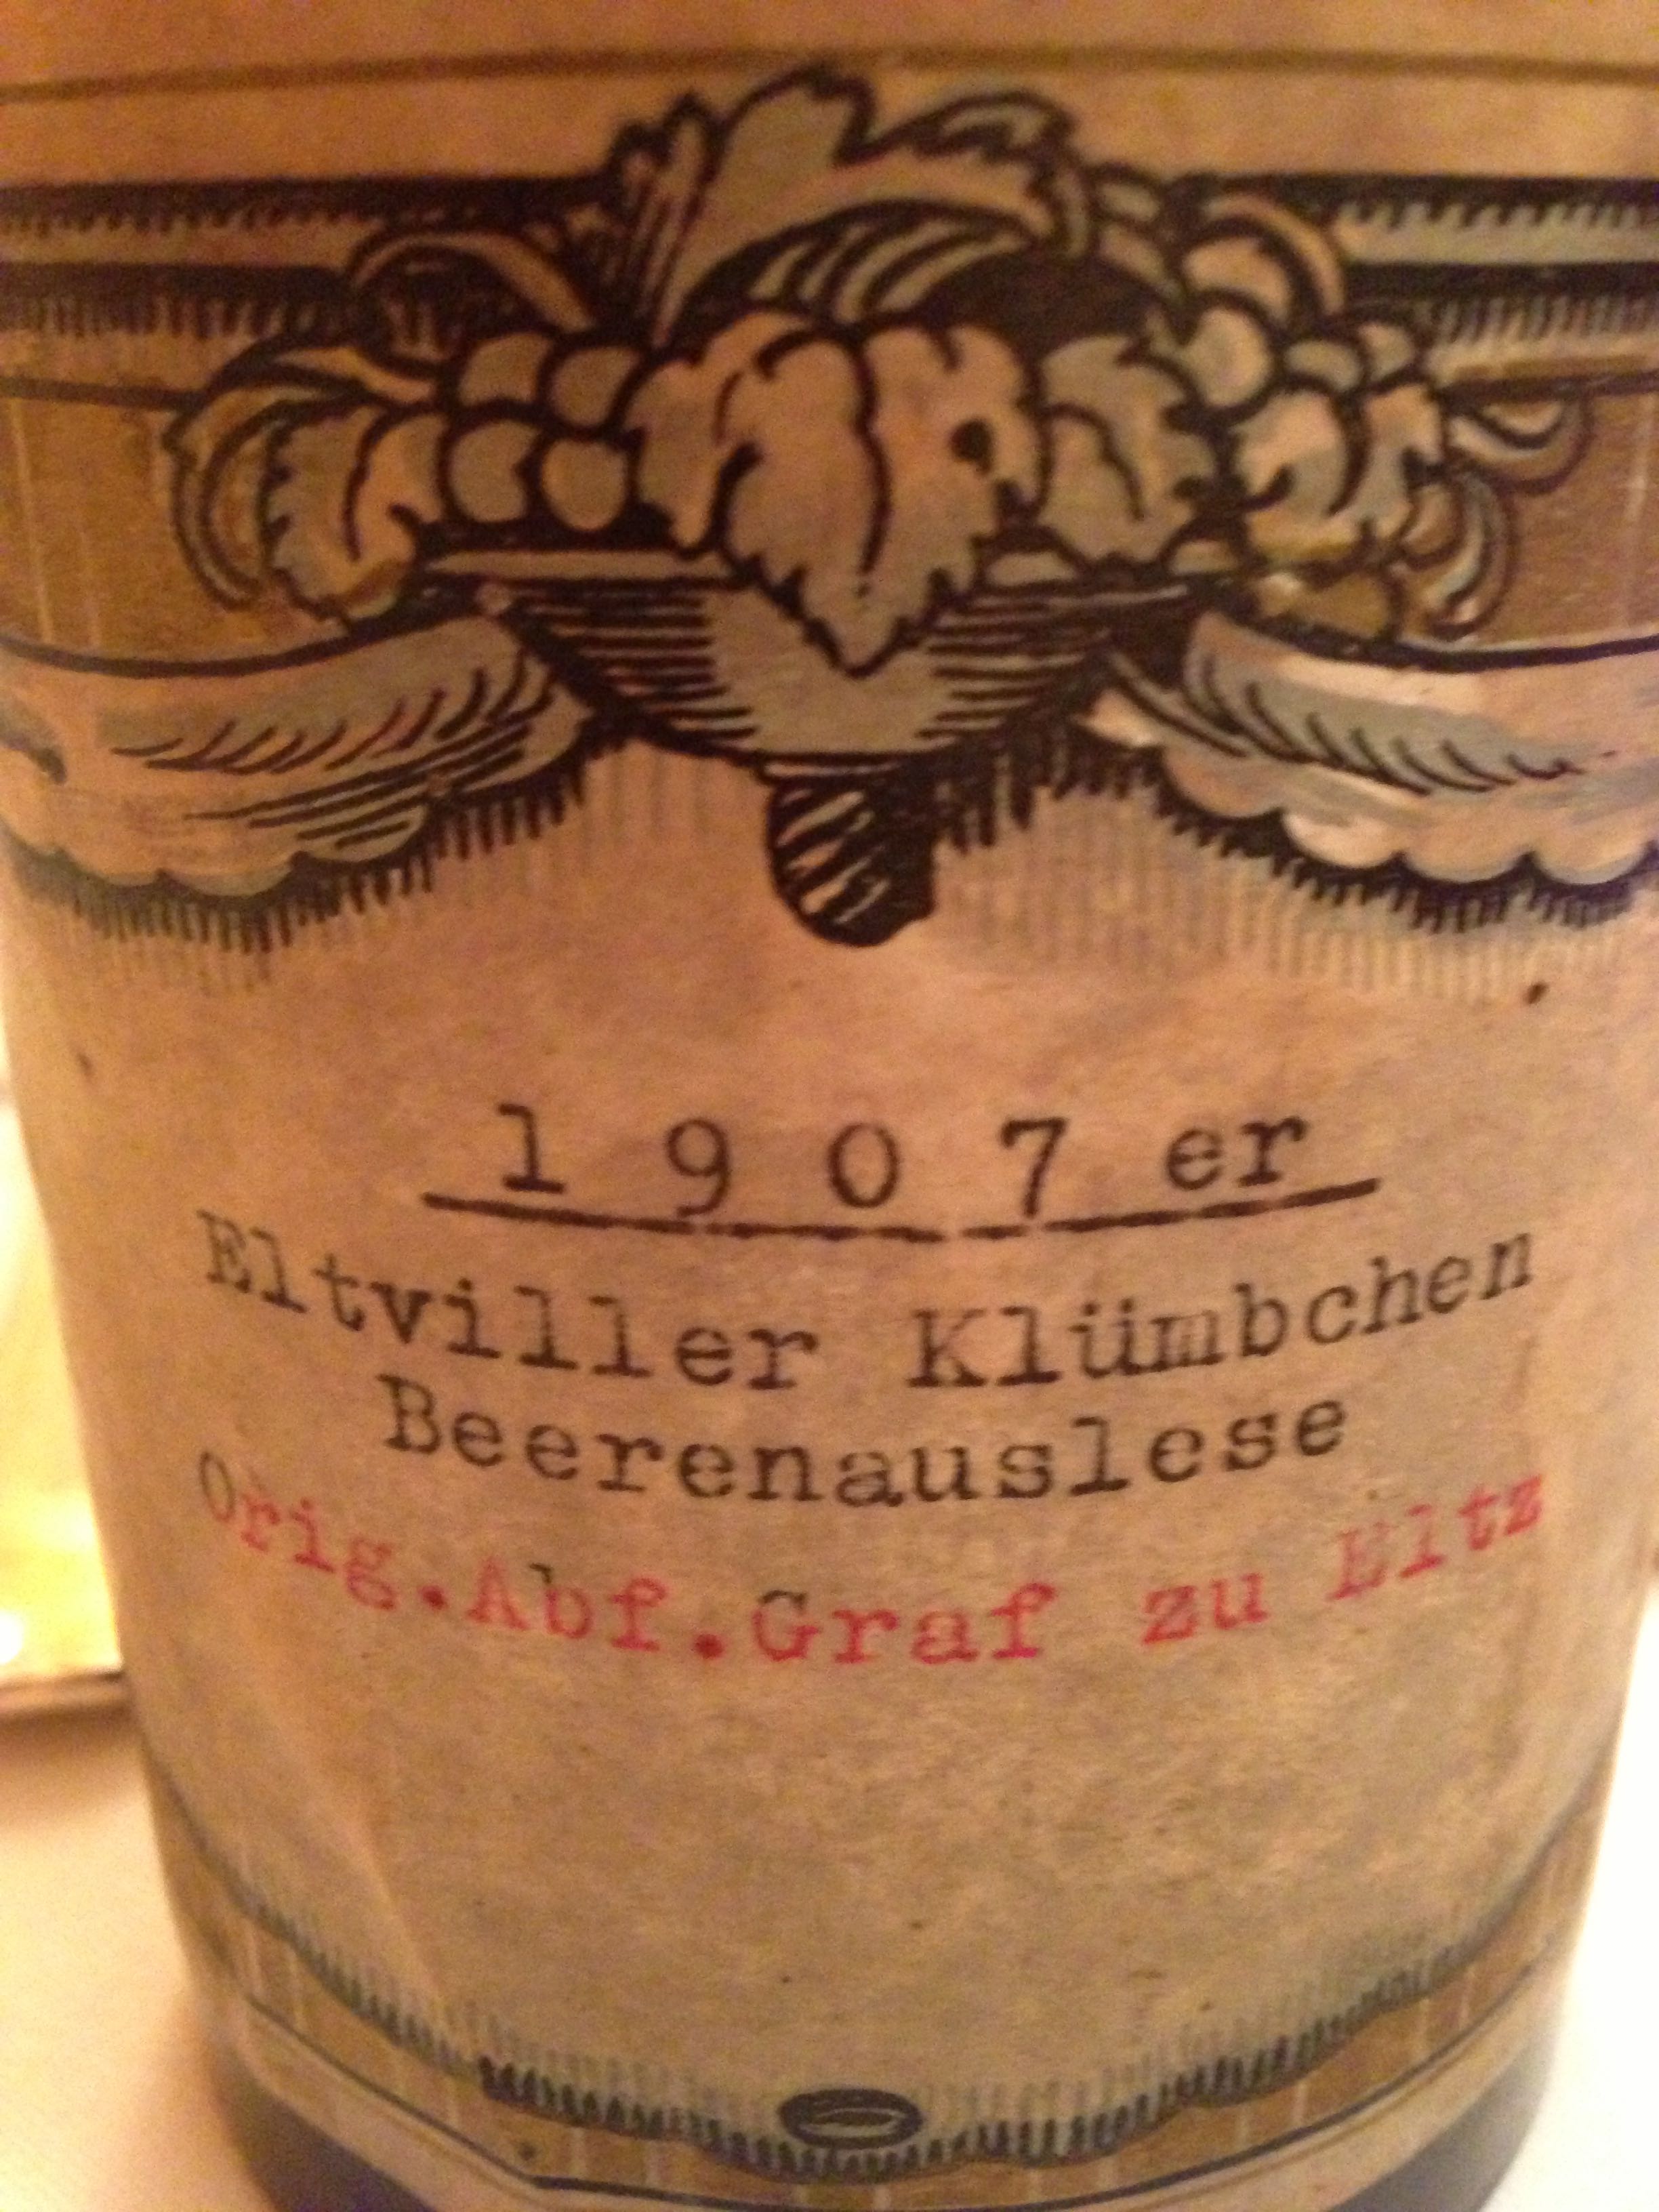 1907er
Eltviller Klümbchen
Beerenauslese
Orig.Abf.Graf zu Eltz